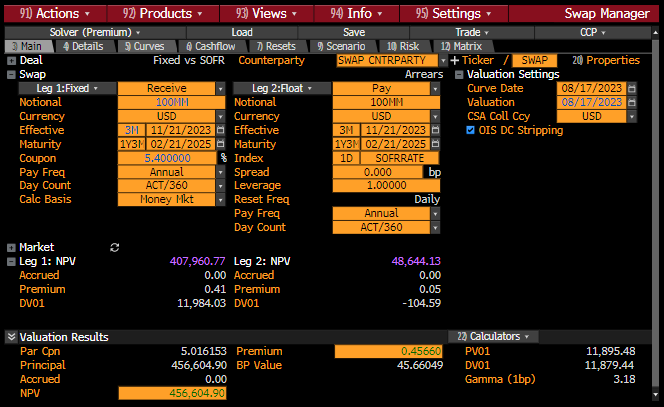 91) Actions 92) Products 93) Views 94) Info 95) Settings Swap Manager
Solver (Premium) Load Save Trade CCP
3) Main 4) Details 5) Curves 6) Cashflow 7) Resets 9) Scenario 10) Risk 12) Matrix
Deal Fixed vs SOFR Counterparty SWAP CNTRPARTY Ticker / SWAP 20) Properties
Swap Arrears Valuation Settings
Leg 1:Fixed Receive Leg 2:Float Pay Curve Date 08/17/2023
Notional 100MM Notional 100MM Valuation 08/17/2023
Currency USD Currency USD CSA Coll Ccy USD
Effective 3M 11/21/2023 Effective 3M 11/21/2023 OIS DC Stripping
Maturity 1Y3M 02/21/2025 Maturity 1Y3M 02/21/2025
Coupon 5.400000 % Index 1D SOFRRATE
Pay Freq Annual Spread 0.000 bp
Day Count ACT/360 Leverage 1.00000
Calc Basis Money Mkt Reset Freq Daily
Pay Freq Annual
Day Count ACT/360
Market
Leg 1: NPV 407,960.77 Leg 2: NPV 48,644.13
Accrued 0.00 Accrued 0.00
Premium 0.41 Premium 0.05
DV01 11,984.03 DV01 -104.59
Valuation Results 22) Calculators
Par Cpn 5.016153 Premium 0.45660 PV01 11,895.48
Principal 456,604.90 BP Value 45.66049 DV01 11,879.44
Accrued 0.00 Gamma (1bp) 3.18
NPV 456,604.90